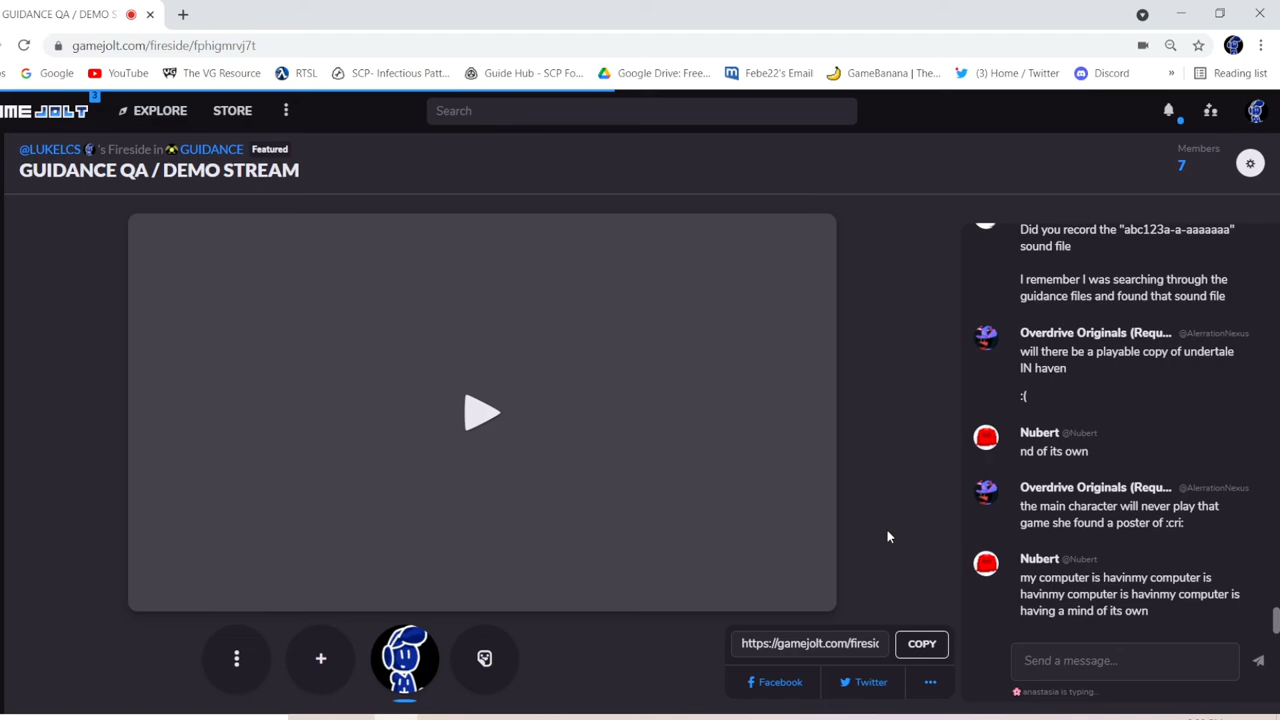 GUIDANCE QA / DEMO S
gamejolt.com/fireside/fphigmrvj7t
Google YouTube The VG Resource RTSL SCP- Infectious Patt... Guide Hub - SCP Fo... Google Drive: Free... Febe22's Email GameBanana | The... (3) Home / Twitter Discord » Reading list
3
ME JOLT EXPLORE STORE Search
@LUKELCS 's Fireside in GUIDANCE Featured
GUIDANCE QA / DEMO STREAM
Members
7
Did you record the "abc123a-a-aaaaaaa"
sound file
I remember I was searching through the
guidance files and found that sound file
Overdrive Originals (Requ... @AlerrationNexus
will there be a playable copy of undertale
IN haven
:(
Nubert @Nubert
nd of its own
Overdrive Originals (Requ... @AlerrationNexus
the main character will never play that
game she found a poster of :cri:
Nubert @Nubert
my computer is havinmy computer is
havinmy computer is havinmy computer is
having a mind of its own
https://gamejolt.com/firesic COPY
Facebook Twitter
Send a message...
anastasia is typing...